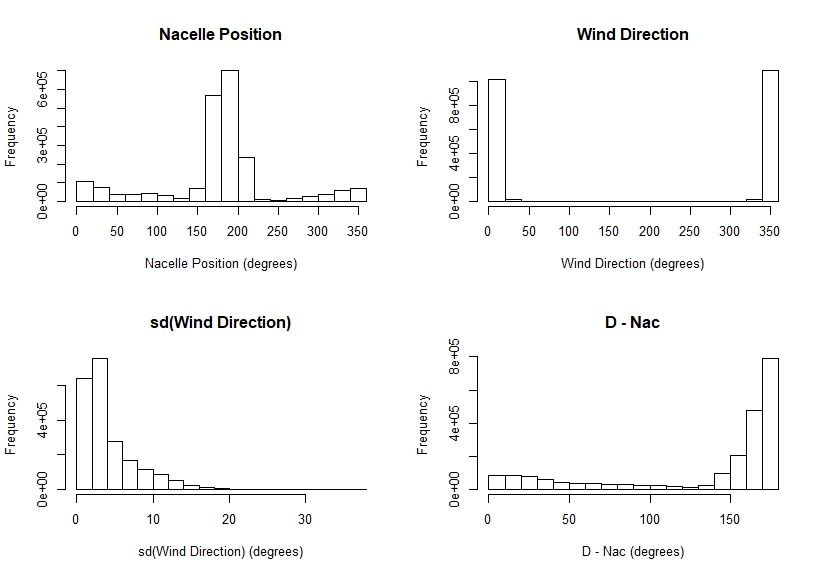 Nacelle Position
Frequency
0e+00 3e+05 6e+05
0 50 100 150 200 250 300 350
Nacelle Position (degrees)
Wind Direction
Frequency
0e+00 4e+05 8e+05
0 50 100 150 200 250 300 350
Wind Direction (degrees)
sd(Wind Direction)
Frequency
0e+00 4e+05
0 10 20 30
sd(Wind Direction) (degrees)
D - Nac
Frequency
0e+00 4e+05 8e+05
0 50 100 150
D - Nac (degrees)